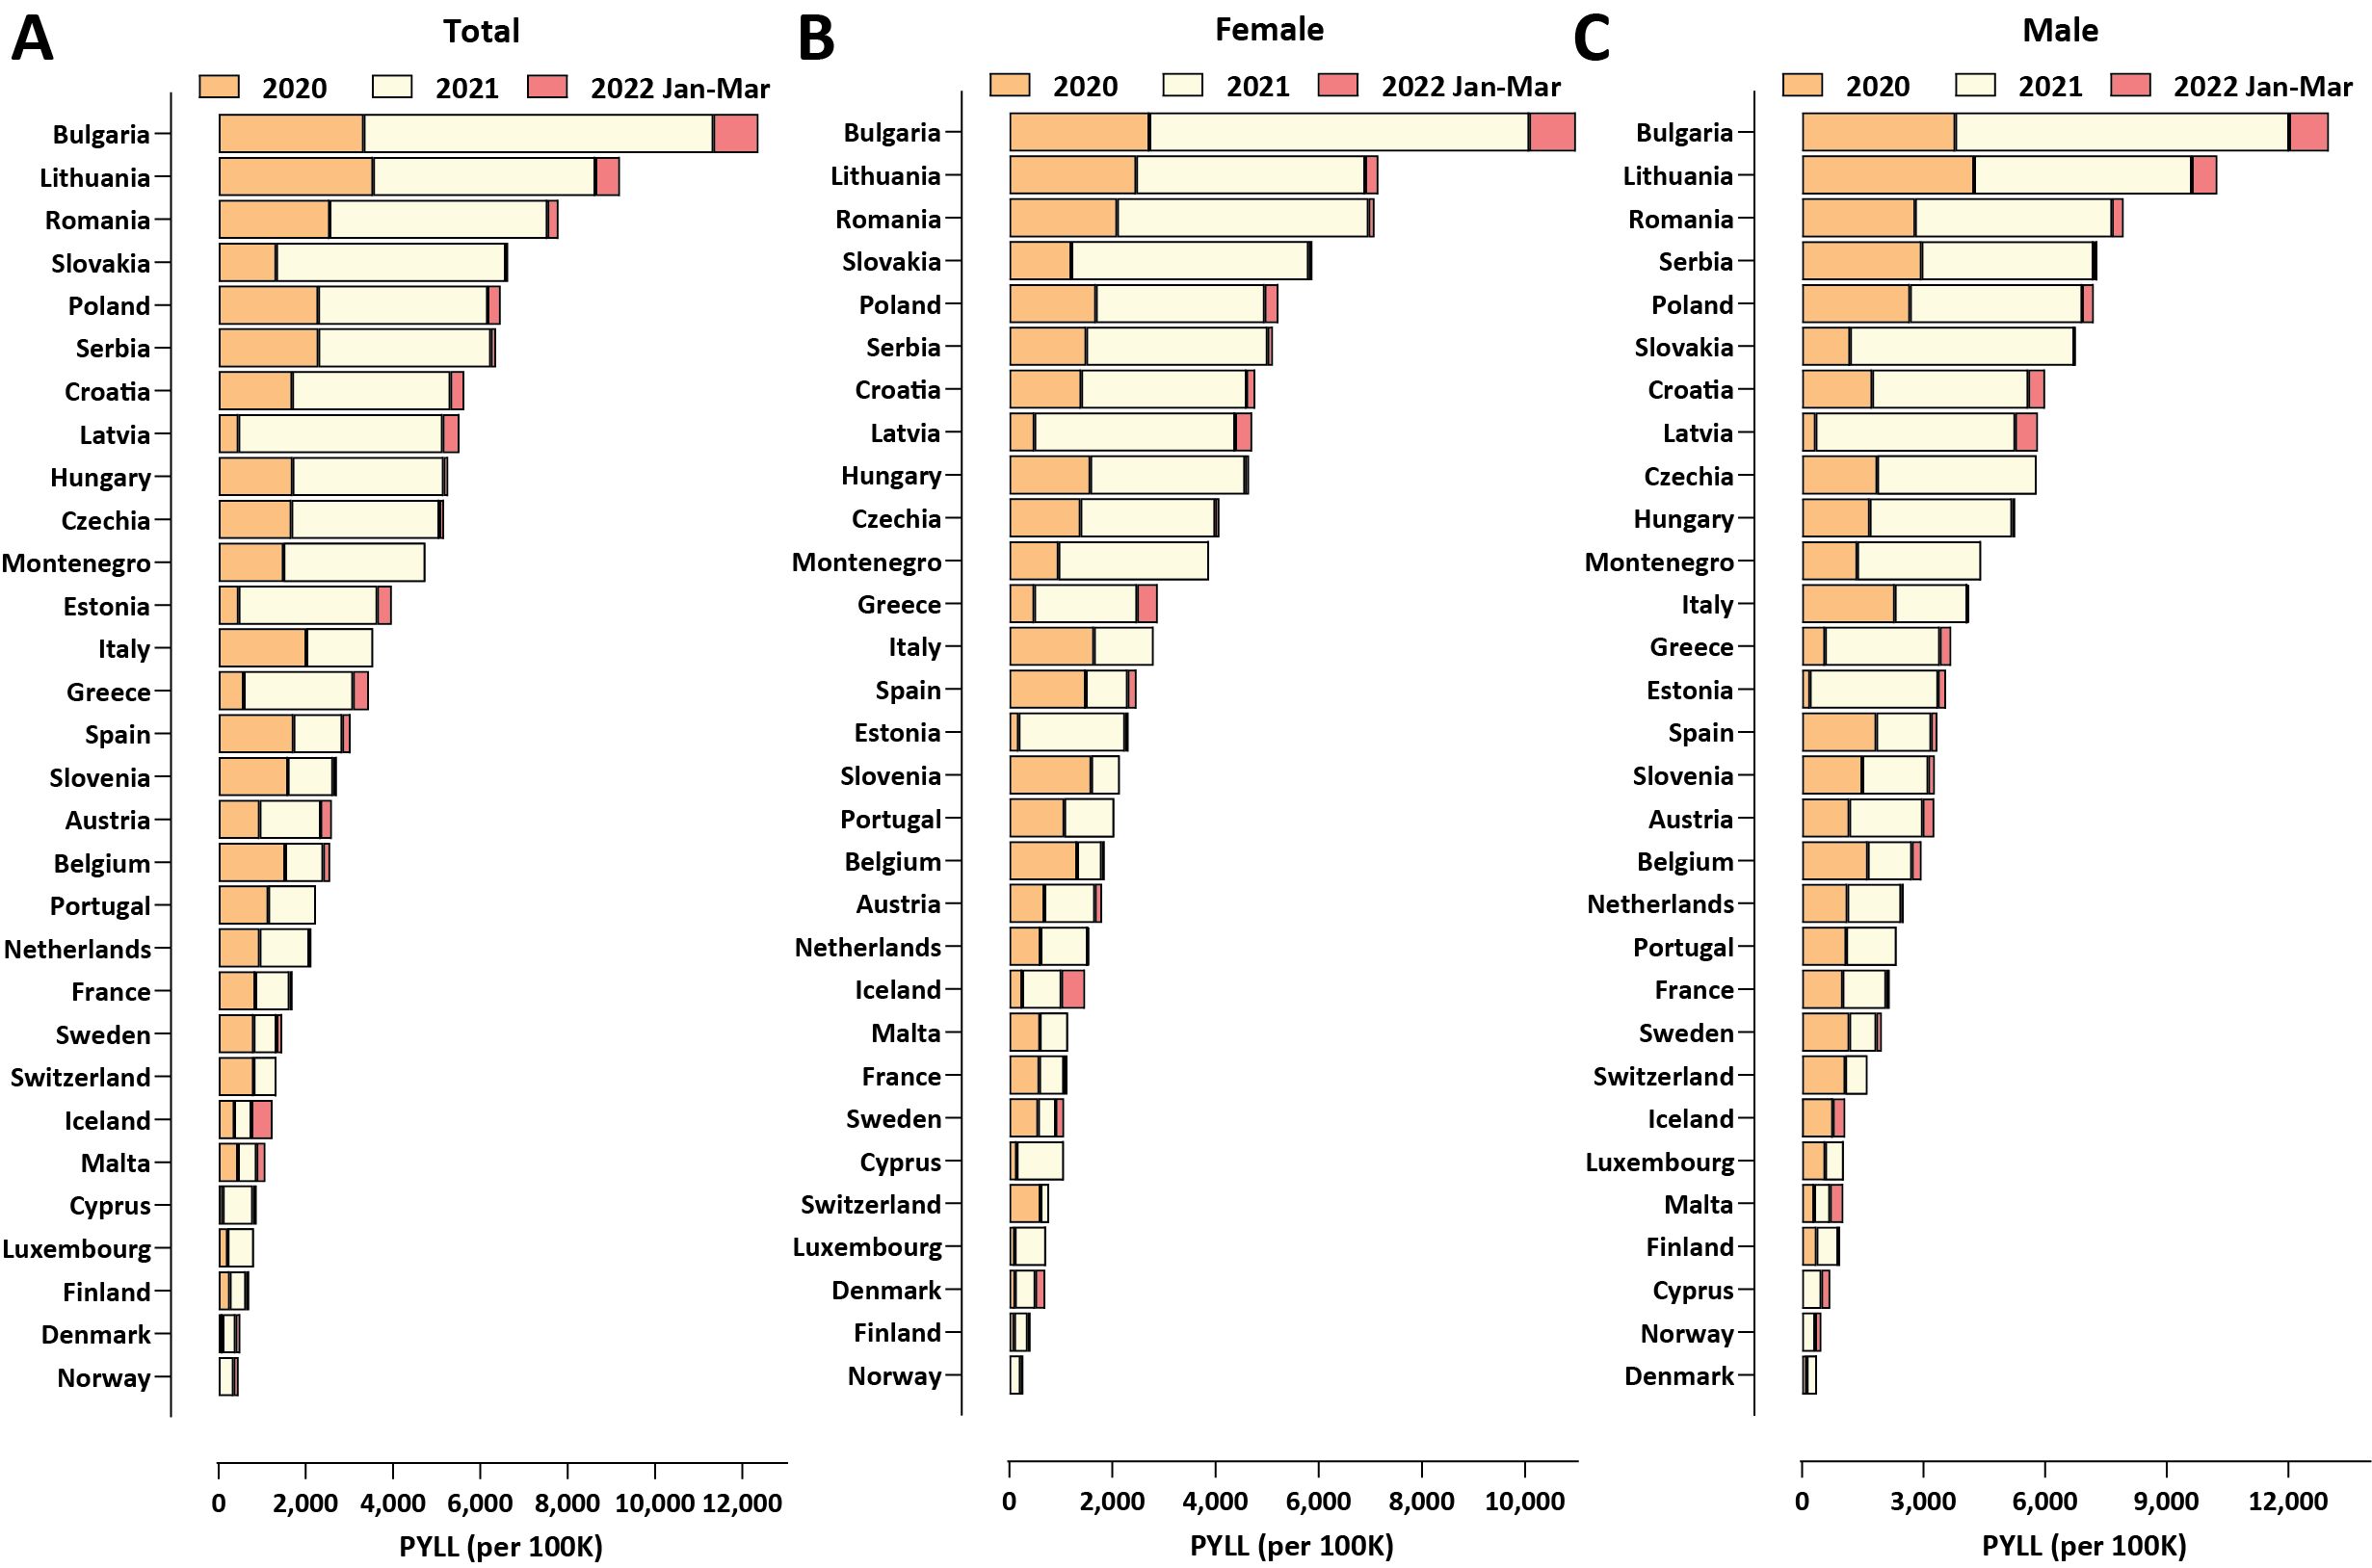 A
Total
2020 2021 2022 Jan-Mar
Bulgaria
Lithuania
Romania
Slovakia
Poland
Serbia
Croatia
Latvia
Hungary
Czechia
Montenegro
Estonia
Italy
Greece
Spain
Slovenia
Austria
Belgium
Portugal
Netherlands
France
Sweden
Switzerland
Iceland
Malta
Cyprus
Luxembourg
Finland
Denmark
Norway
0 2,000 4,000 6,000 8,000 10,000 12,000
PYLL (per 100K)
B
Female
2020 2021 2022 Jan-Mar
Bulgaria
Lithuania
Romania
Slovakia
Poland
Serbia
Croatia
Latvia
Hungary
Czechia
Montenegro
Greece
Italy
Spain
Estonia
Slovenia
Portugal
Belgium
Austria
Netherlands
Iceland
Malta
France
Sweden
Cyprus
Switzerland
Luxembourg
Denmark
Finland
Norway
0 2,000 4,000 6,000 8,000 10,000
PYLL (per 100K)
C
Male
2020 2021 2022 Jan-Mar
Bulgaria
Lithuania
Romania
Serbia
Poland
Slovakia
Croatia
Latvia
Czechia
Hungary
Montenegro
Italy
Greece
Estonia
Spain
Slovenia
Austria
Belgium
Netherlands
Portugal
France
Sweden
Switzerland
Iceland
Luxembourg
Malta
Finland
Cyprus
Norway
Denmark
0 3,000 6,000 9,000 12,000
PYLL (per 100K)